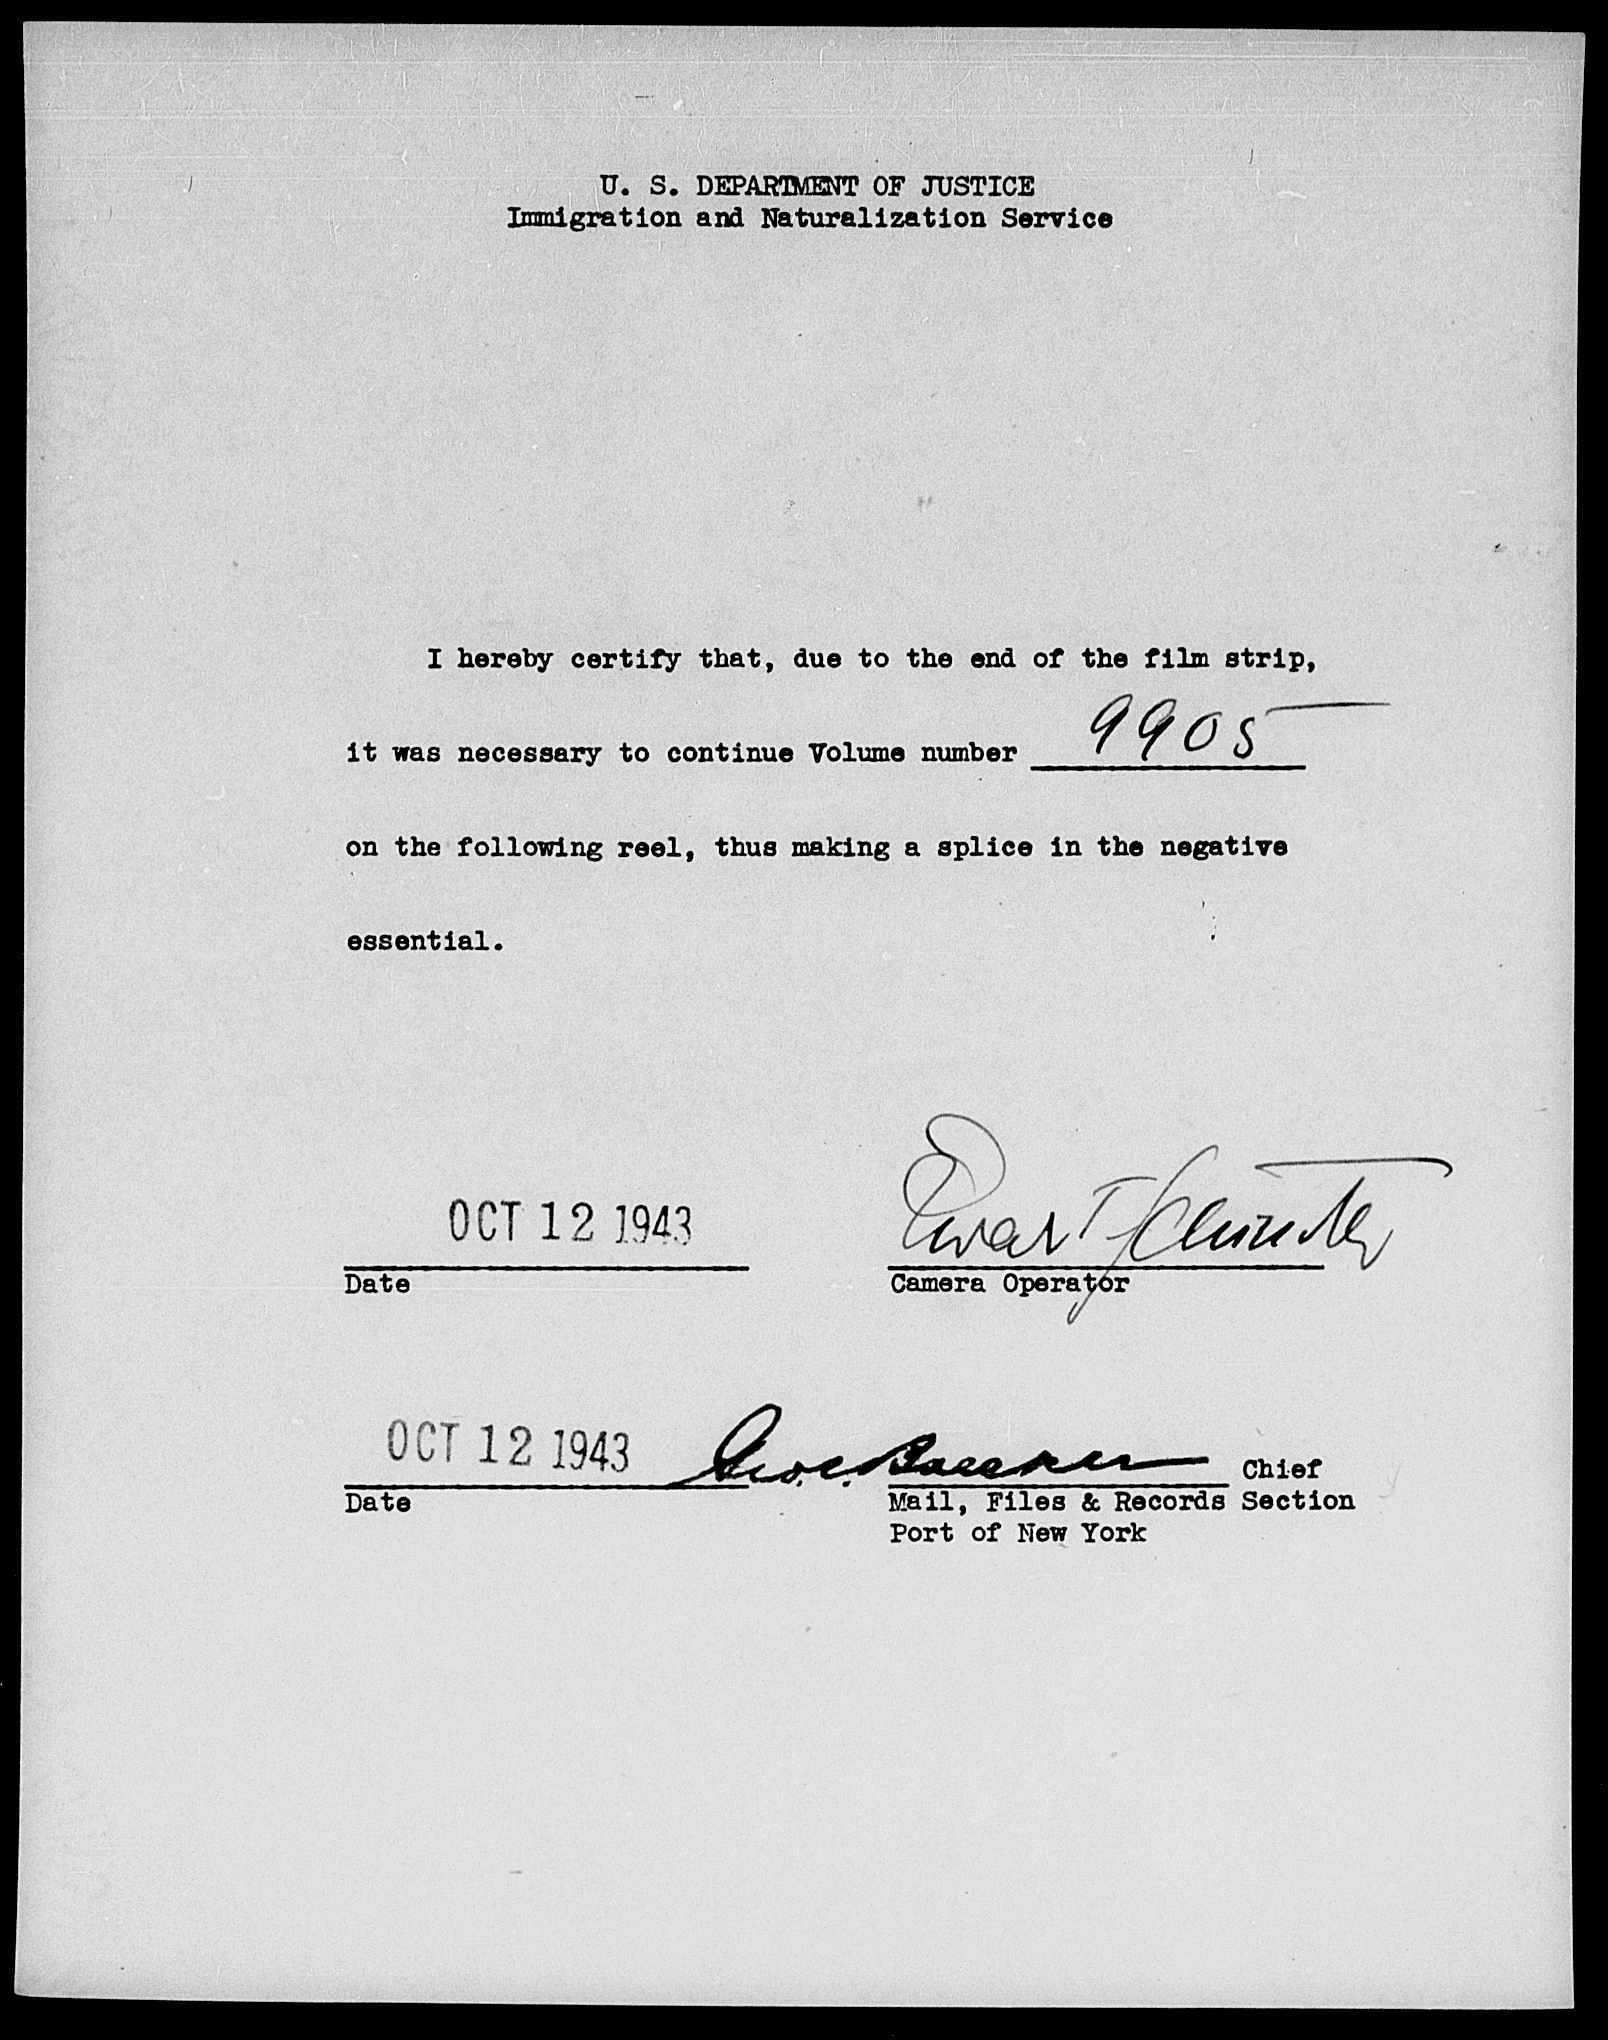 U. S. DEPARTMENT OF JUSTICE
Immigration and Naturalization Service
I hereby certify that, due to the end of the film strip,
it was necessary to continue Volume number 9905
on the following reel, thus making a splice in the negative
essential.
OCT 12 1943
Date
Camera Operator
OCT 12 1943
Chief
Date
Mail, Files & Records Section
Port of New York